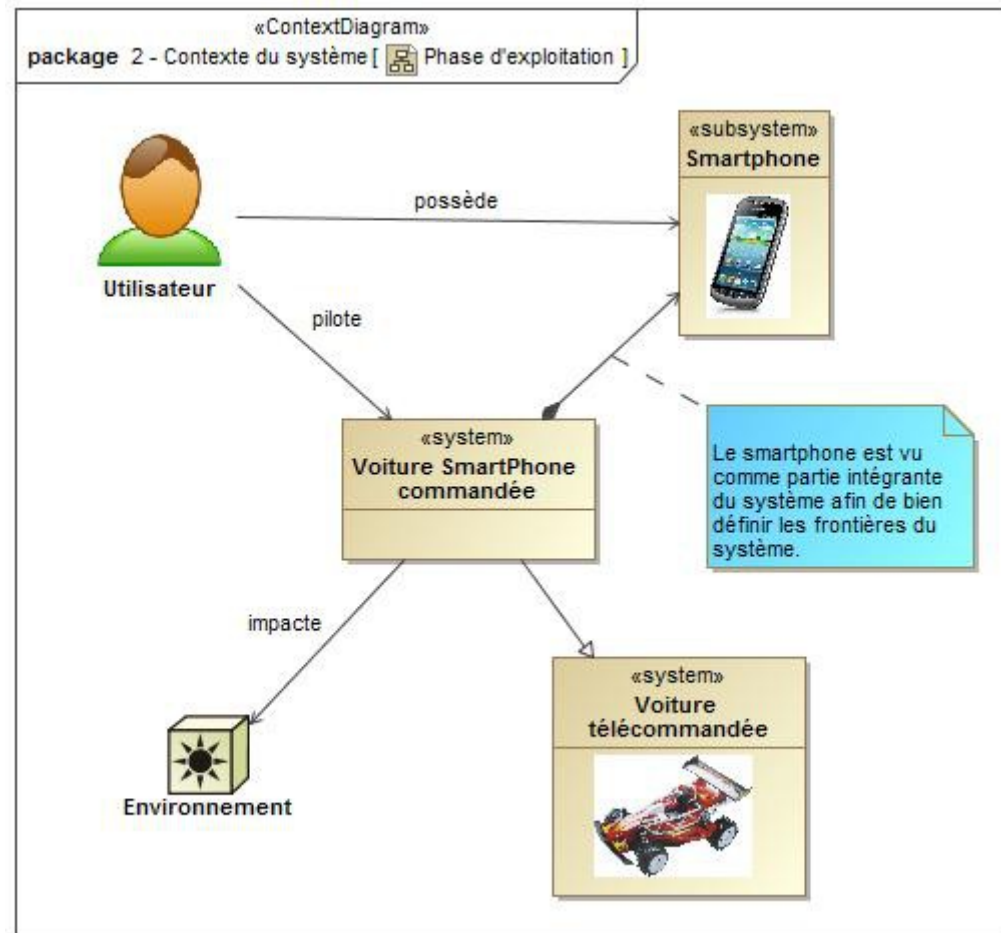 «ContextDiagram»
package 2 - Contexte du système [ Phase d'exploitation ]
«subsystem»
Smartphone
possède
Utilisateur
pilote
«system»
Voiture SmartPhone
commandée
Le smartphone est vu
comme partie intégrante
du système afin de bien
définir les frontières du
système.
impacte
«system»
Voiture
télécommandée
Environnement